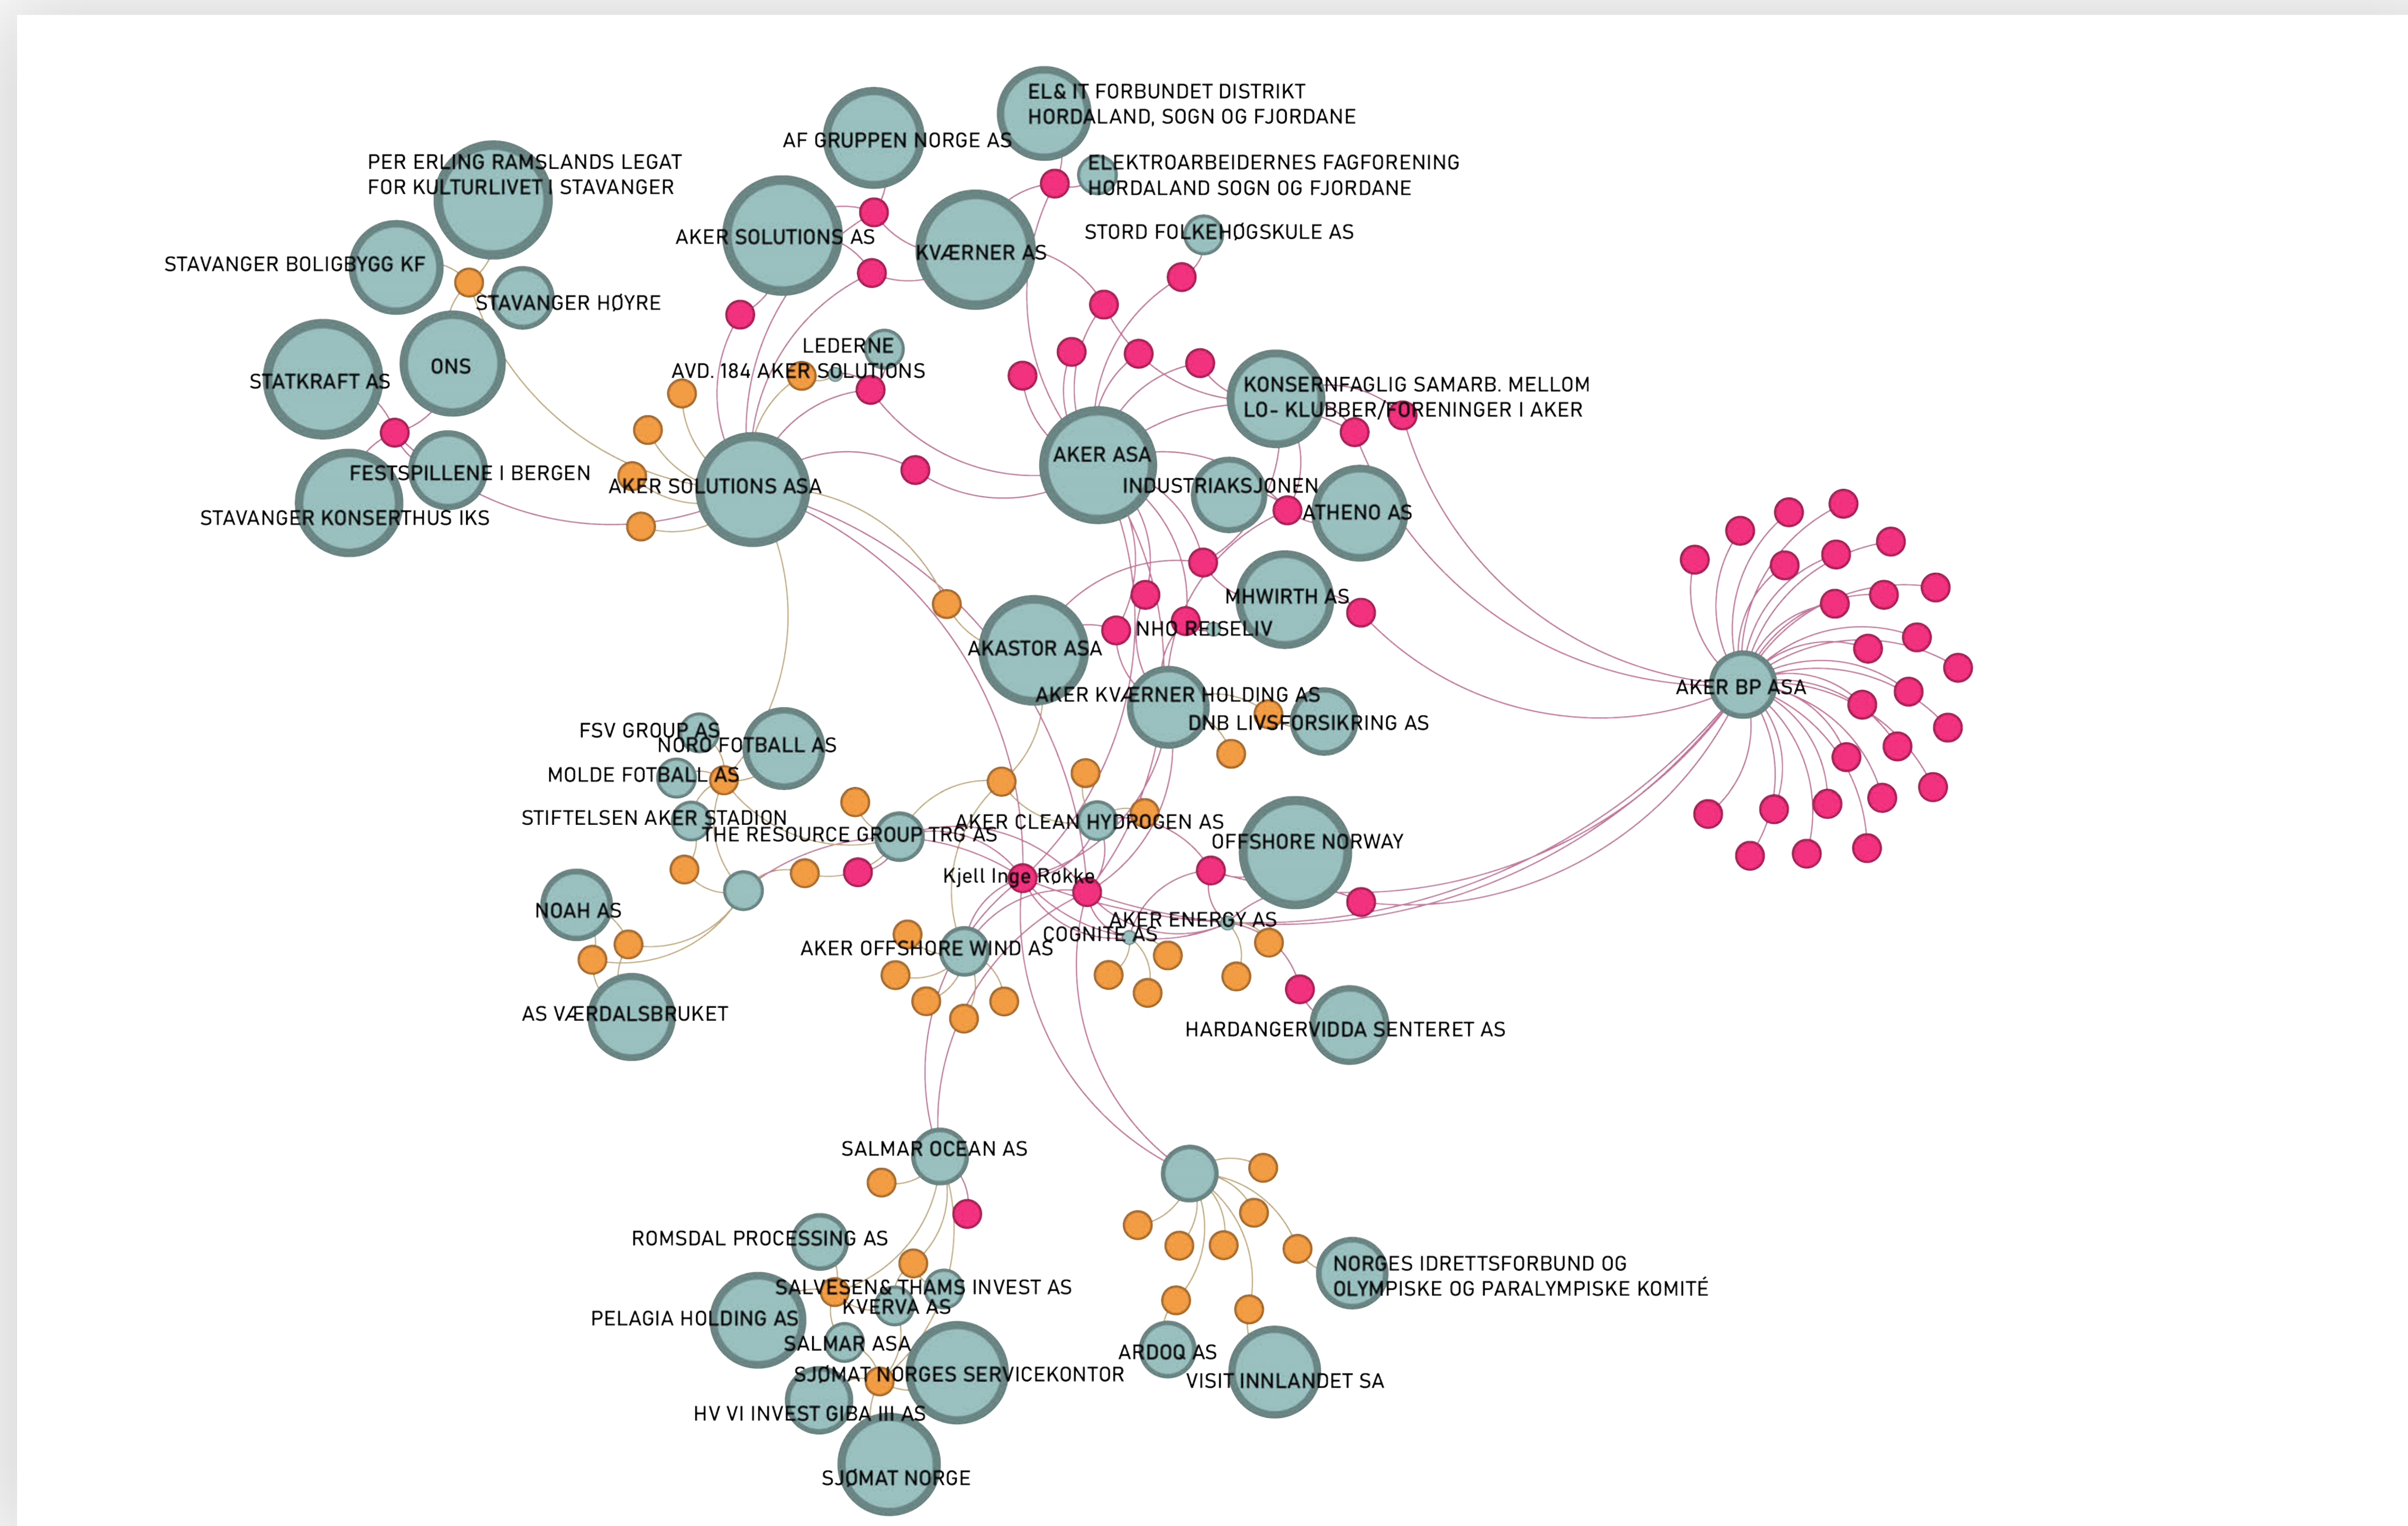 EL& IT FORBUNDET DISTRIKT
HORDALAND, SOGN OG FJORDANE
AF GRUPPEN NORGE AS
PER ERLING RAMSLANDS LEGAT
FOR KULTURLIVET I STAVANGER
ELEKTROARBEIDERNES FAGFORENING
HORDALAND SOGN OG FJORDANE
STORD FOLKEHØGSKULE AS
AKER SOLUTIONS AS
KVÆRNER AS
STAVANGER BOLIGBYGG KF
STAVANGER HØYRE
LEDERNE
ONS
AVD. 184 AKER SOLUTIONS
STATKRAFT AS
KONSERNFAGLIG SAMARB. MELLOM
LO- KLUBBER/FORENINGER I AKER
AKER ASA
FESTSPILLENE I BERGEN
AKER SOLUTIONS ASA
INDUSTRIAKSJONEN
STAVANGER KONSERTHUS IKS
ATHENO AS
MHWIRTH AS
NHO REISELIV
AKASTOR ASA
AKER BP ASA
AKER KVÆRNER HOLDING AS
DNB LIVSFORSIKRING AS
FSV GROUP AS
NORD FOTBALL AS
MOLDE FOTBALL AS
STIFTELSEN AKER STADION
THE RESOURCE GROUP TRG AS
AKER CLEAN HYDROGEN AS
OFFSHORE NORWAY
Kjell Inge Røkke
NOAH AS
AKER ENERGY AS
COGNITE AS
AKER OFFSHORE WIND AS
AS VÆRDALSBRUKET
HARDANGERVIDDA SENTERET AS
SALMAR OCEAN AS
ROMSDAL PROCESSING AS
NORGES IDRETTSFORBUND OG
OLYMPISKE OG PARALYMPISKE KOMITÉ
SALVESEN& THAMS INVEST AS
KVERVA AS
PELAGIA HOLDING AS
SALMAR ASA
ARDOQ AS
SJØMAT NORGES SERVICEKONTOR
VISIT INNLANDET SA
HV VI INVEST GIBA III AS
SJØMAT NORGE